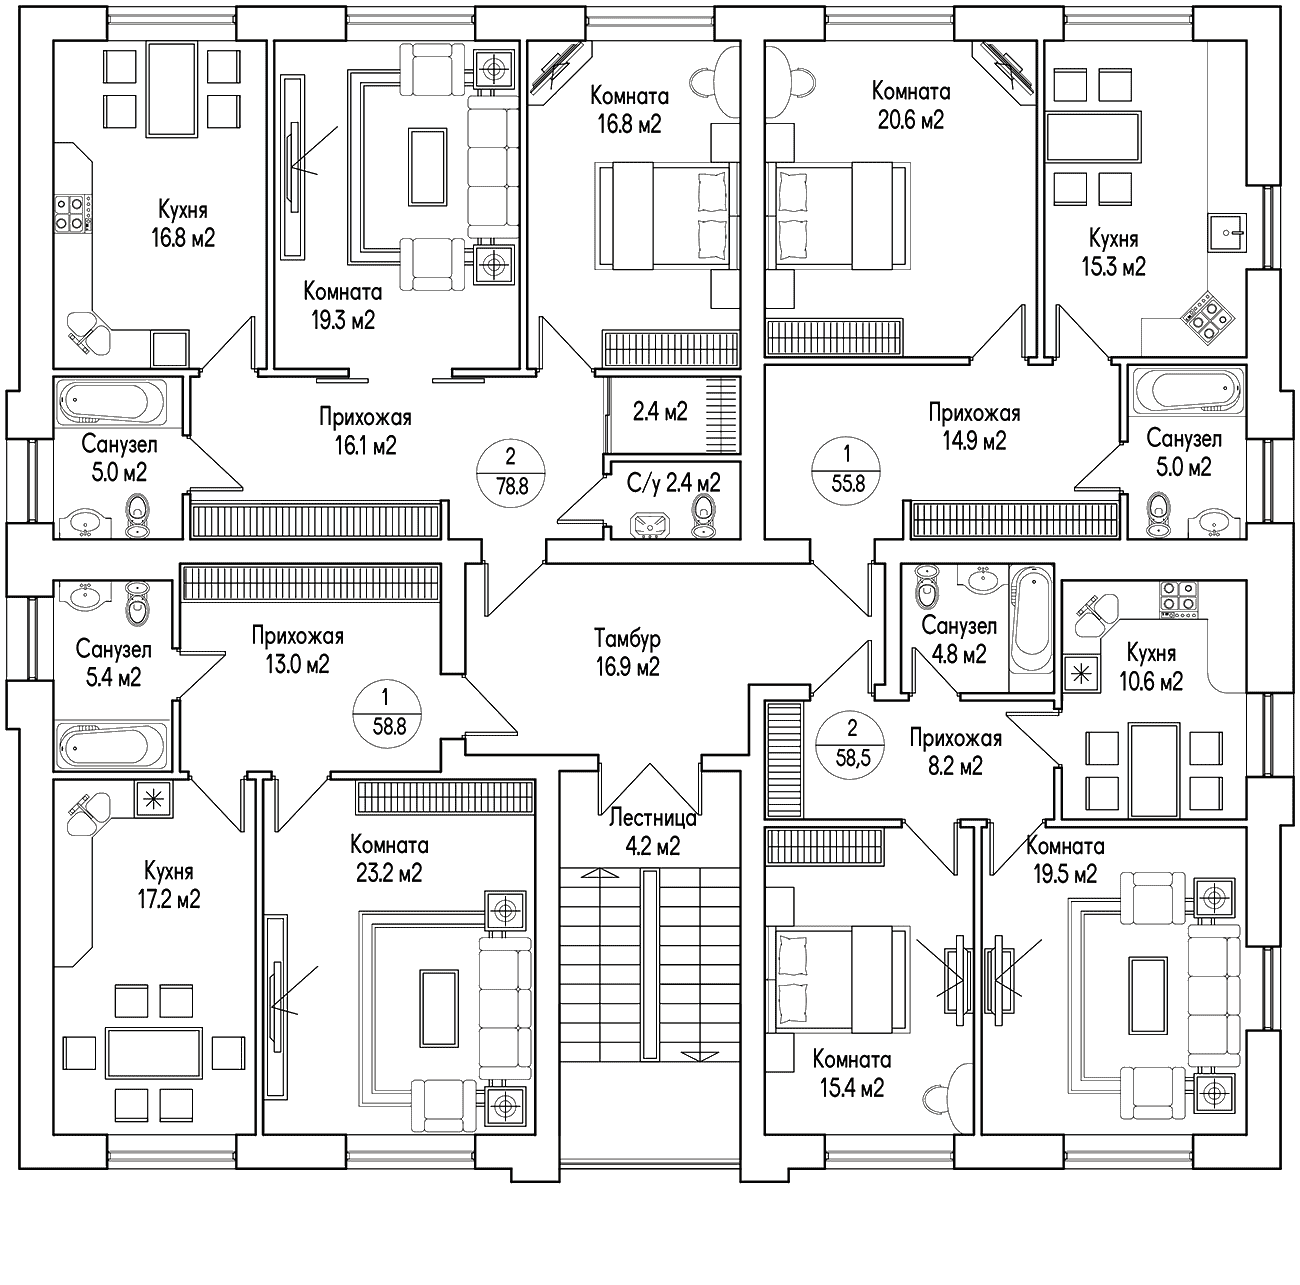 Кухня
16.8 м2
Комната
19.3 м2
Комната
16.8 м2
Комната
20.6 м2
Кухня
15.3 м2
Санузел
5.0 м2
Прихожая
16.1 м2
2
78.8
2.4 м2
С/у 2.4 м2
1
55.8
Прихожая
14.9 м2
Санузел
5.0 м2
Санузел
5.4 м2
Прихожая
13.0 м2
1
58.8
Тамбур
16.9 м2
Санузел
4.8 м2
Кухня
10.6 м2
2
58,5
Прихожая
8.2 м2
Кухня
17.2 м2
Комната
23.2 м2
Лестница
4.2 м2
Комната
15.4 м2
Комната
19.5 м2